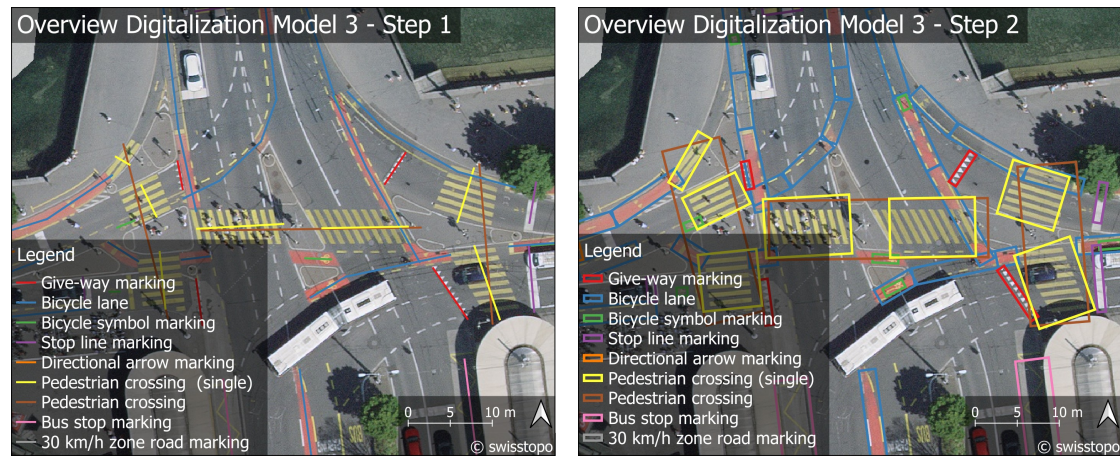 Overview Digitalization Model 3 - Step 1
Legend
Give-way marking
Bicycle lane
Bicycle symbol marking
Stop line marking
Directional arrow marking
Pedestrian crossing (single)
Pedestrian crossing
Bus stop marking
30 km/h zone road marking
0 5 10 m
© swisstopo
Overview Digitalization Model 3 - Step 2
Legend
Give-way marking
Bicycle lane
Bicycle symbol marking
Stop line marking
Directional arrow marking
Pedestrian crossing (single)
Pedestrian crossing
Bus stop marking
30 km/h zone road marking
0 5 10 m
© swisstopo